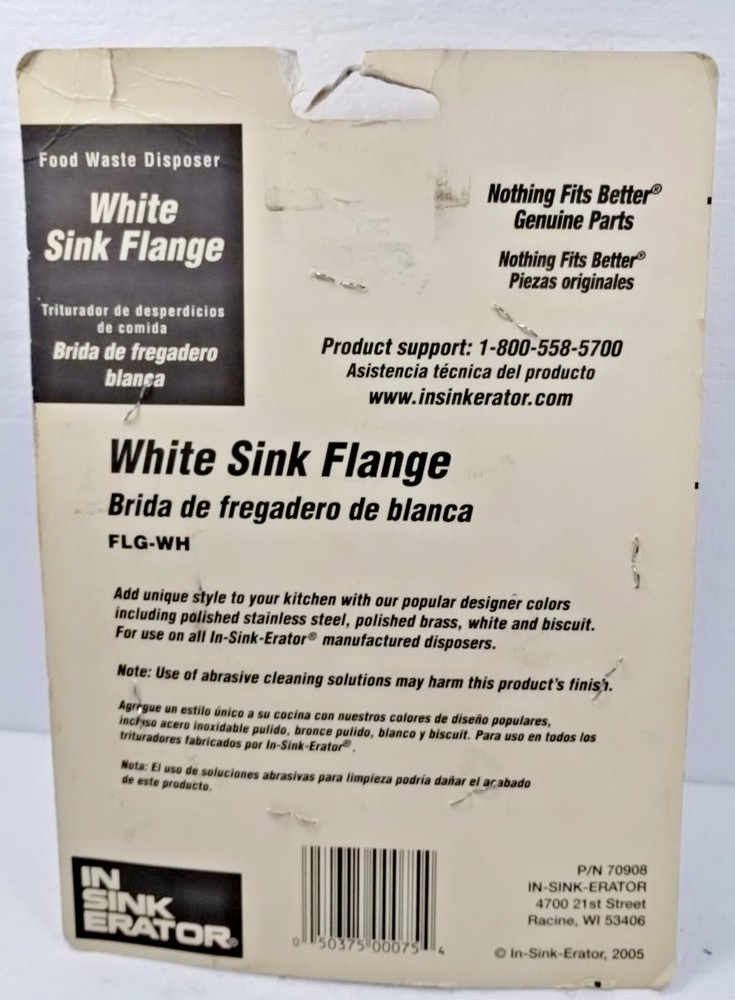 Food Waste Disposer
White
Sink Flange
Triturador de desperdicios
de comida
Brida de fregadero
blanca
Nothing Fits Better®
Genuine Parts
Nothing Fits Better®
Piezas originales
Product support: 1-800-558-5700
Asistencia técnica del producto
www.insinkerator.com
White Sink Flange
Brida de fregadero de blanca
FLG-WH
Add unique style to your kitchen with our popular designer colors
including polished stainless steel, polished brass, white and biscuit.
For use on all In-Sink-Erator® manufactured disposers.
Note: Use of abrasive cleaning solutions may harm this product's finish.
Agregue un estilo único a su cocina con nuestros colores de diseño populares,
incluso acero inoxidable pulido, bronce pulido, blanco y biscuit. Para uso en todos los
trituradores fabricados por In-Sink-Erator®.
Nota: El uso de soluciones abrasivas para limpieza podría dañar el acabado
de este producto.
IN
SINK
ERATOR®
0 50375 00075 4
P/N 70908
IN-SINK-ERATOR
4700 21st Street
Racine, WI 53406
© In-Sink-Erator, 2005